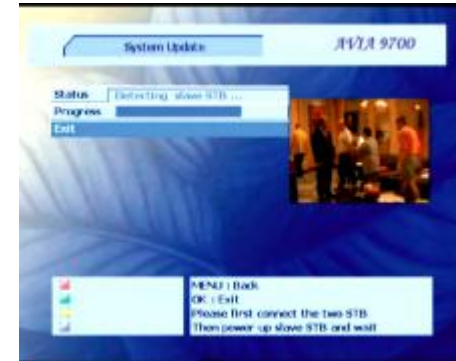 System Update
AVIA 9700
Status Detecting slave STB ...
Progress
Exit
MENU : Back
OK : Exit
Please first connect the two STB
Then power up slave STB and wait